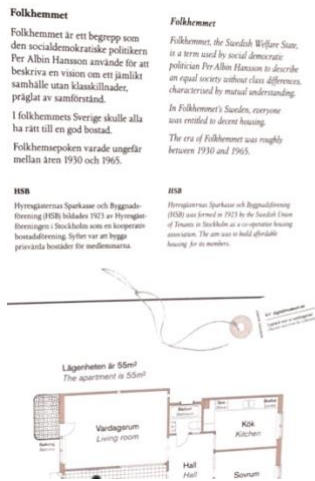 Folkhemmet
Folkhemmet är ett begrepp som
den socialdemokratiske politikern
Per Albin Hansson använde för att
beskriva en vision om ett jämlikt
samhälle utan klasskillnader,
präglat av samförstånd.
I folkhemmets Sverige skulle alla
ha rätt till en god bostad.
Folkhemsepoken varade ungefär
mellan åren 1930 och 1965.
HSB
Hyresgästernas Sparkasse och Byggnads-
förening (HSB) bildades 1923 av Hyresgäst-
föreningen i Stockholm som en kooperativ
bostadsförening. Syftet var att bygga
prisvärda bostäder för medlemmarna.
Folkhemmet
Folkhemmet, the Swedish Welfare State,
is a term used by social democratic
politician Per Albin Hansson to describe
an equal society without class differences,
characterised by mutual understanding.
In Folkhemmet's Sweden, everyone
was entitled to decent housing.
The era of Folkhemmet was roughly
between 1930 and 1965.
HSB
Hyresgästernas Sparkasse och Byggnadsförening
(HSB) was formed in 1923 by the Swedish Union
of Tenants in Stockholm as a co-operative housing
association. The aim was to build affordable
housing for its members.
Lägenheten är 55m²
The apartment is 55m²
Vardagsrum
Living room
Kök
Kitchen
Hall
Hall
Sovrum